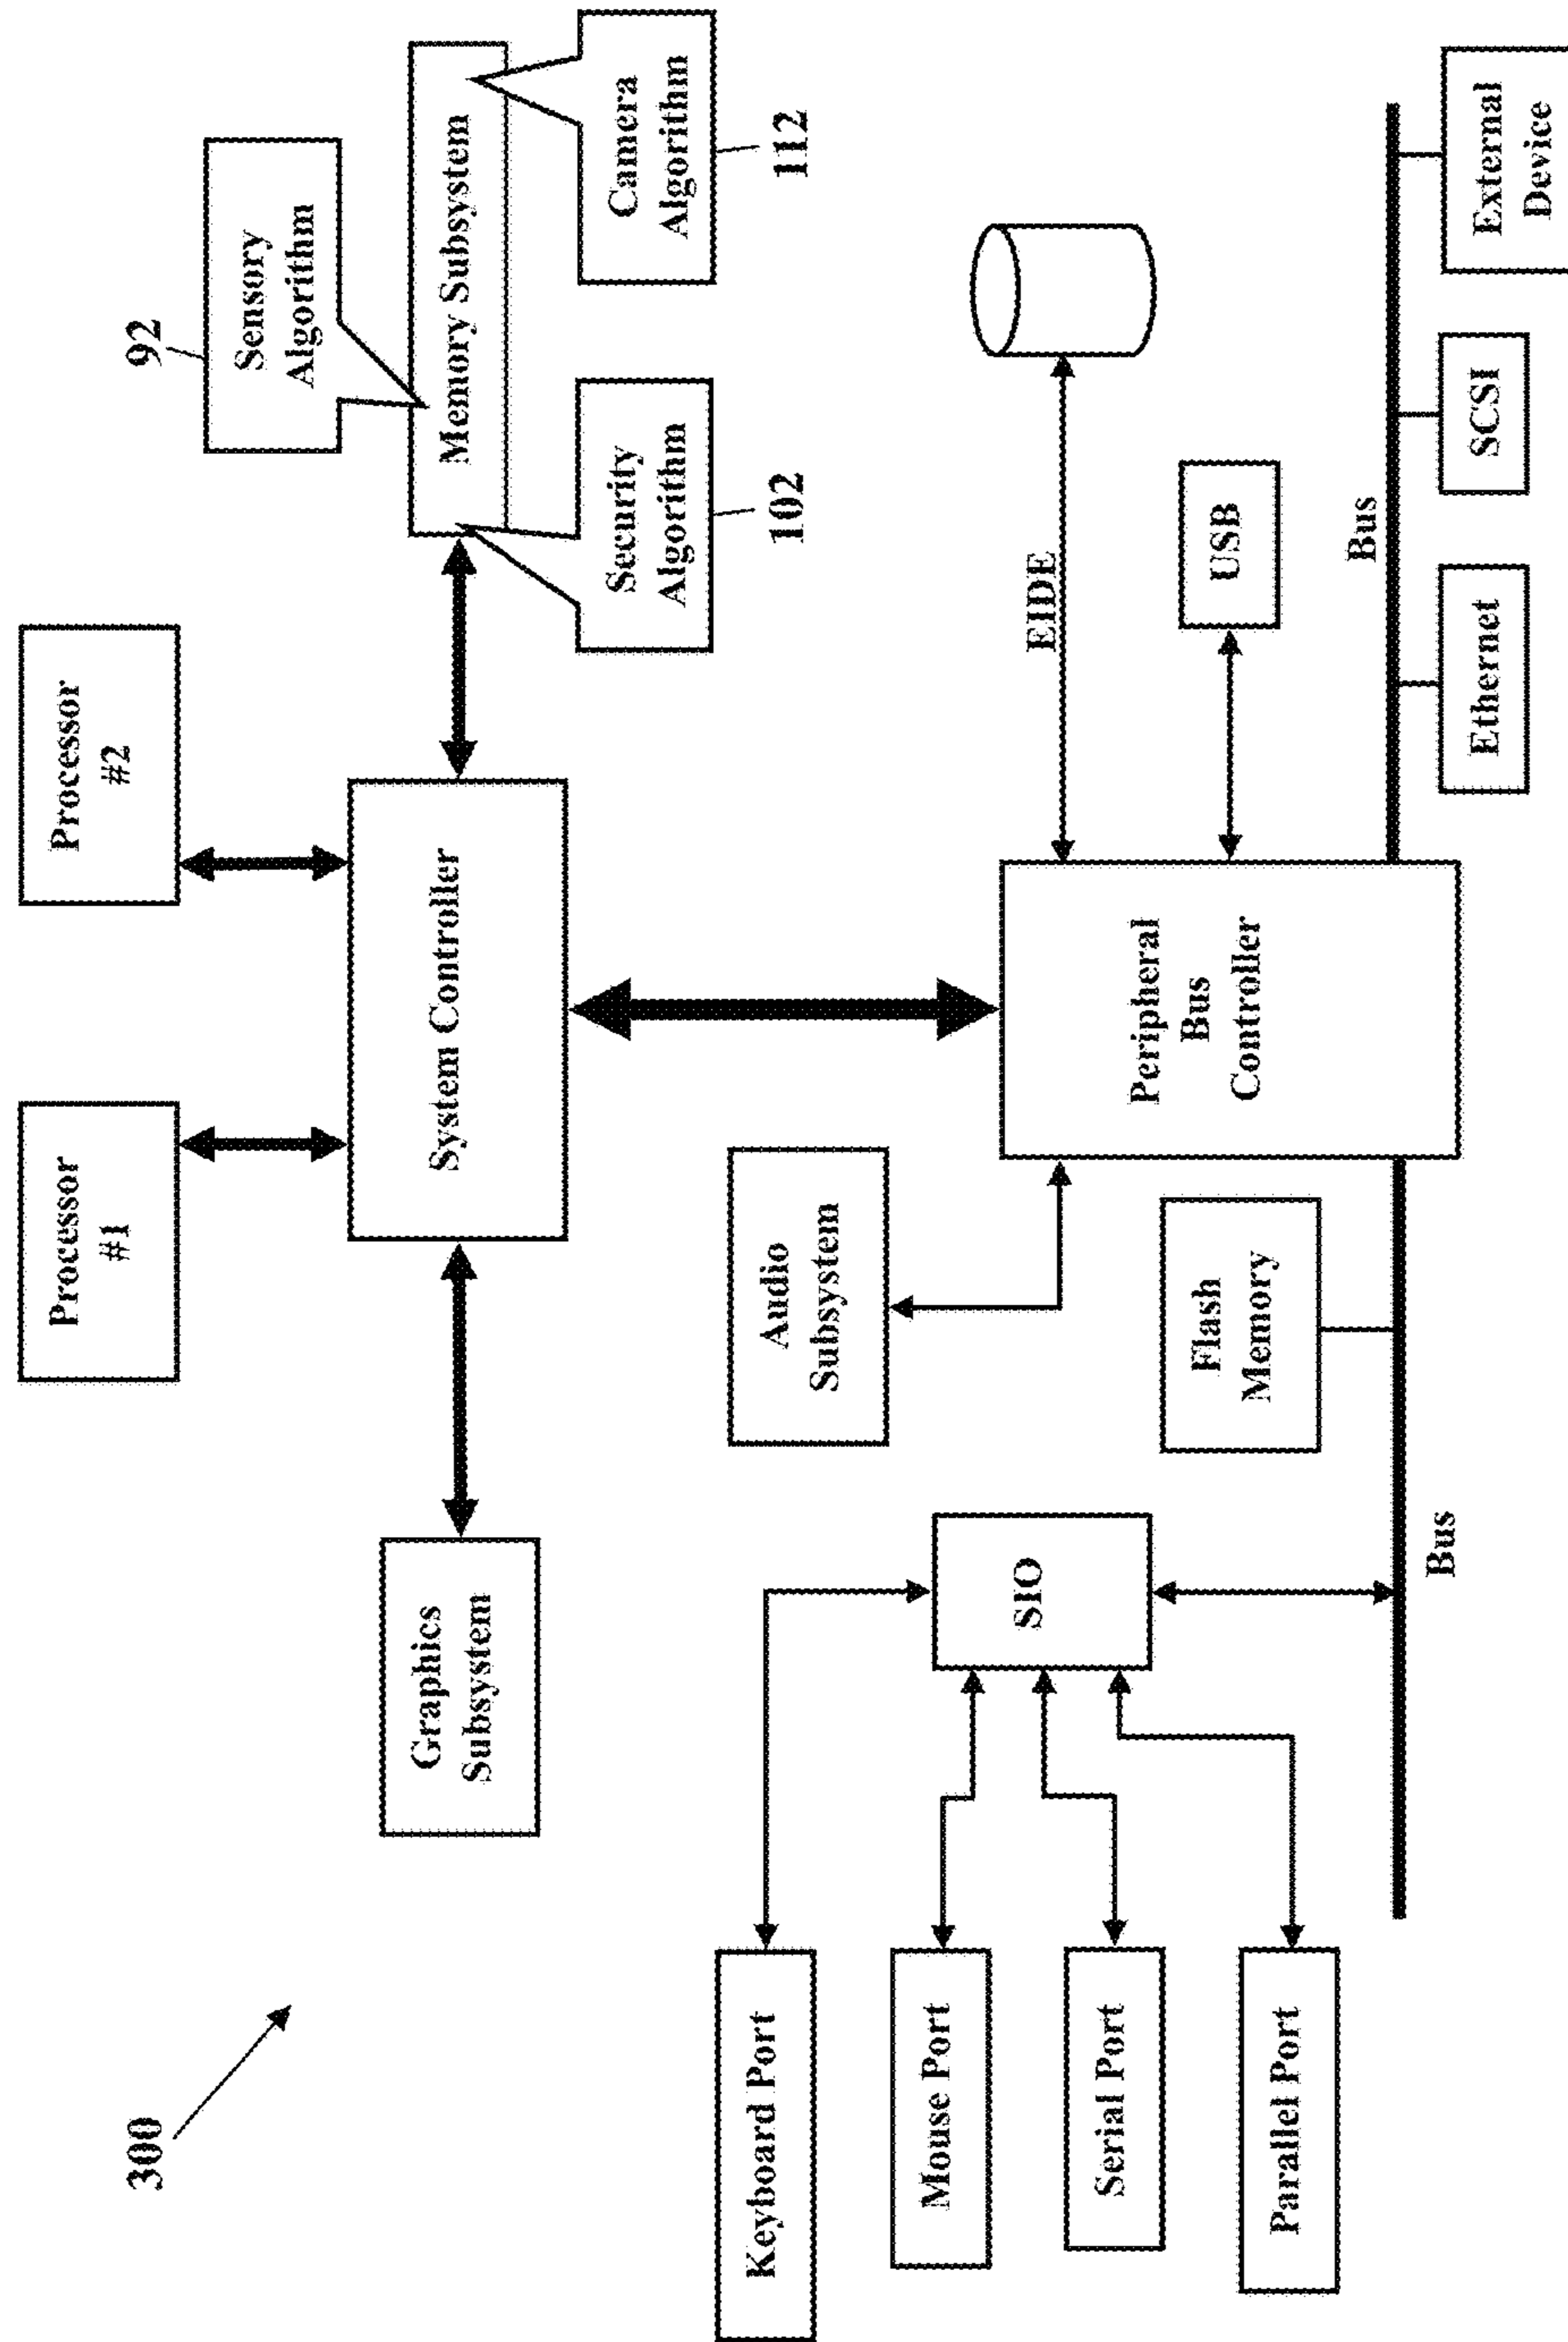 300
Processor
#1
Processor
#2
92
Sensory
Algorithm
Graphics
Subsystem
System Controller
Memory Subsystem
Security
Algorithm
102
Camera
Algorithm
112
Keyboard Port
Mouse Port
Serial Port
Parallel Port
SIO
Audio
Subsystem
Flash
Memory
Bus
Peripheral
Bus
Controller
EIDE
USB
Bus
Ethernet
SCSI
External
Device